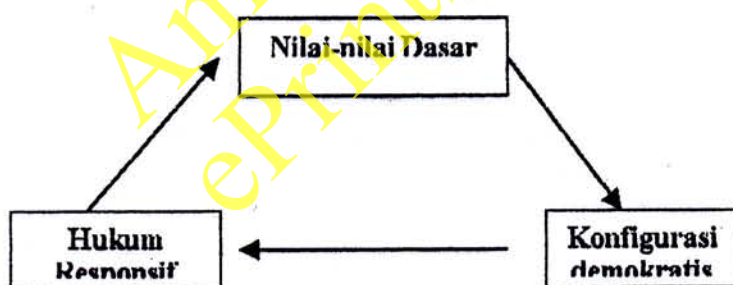 Nilai-nilai Dasar
Hukum
Responsif
Konfigurasi
demokratis